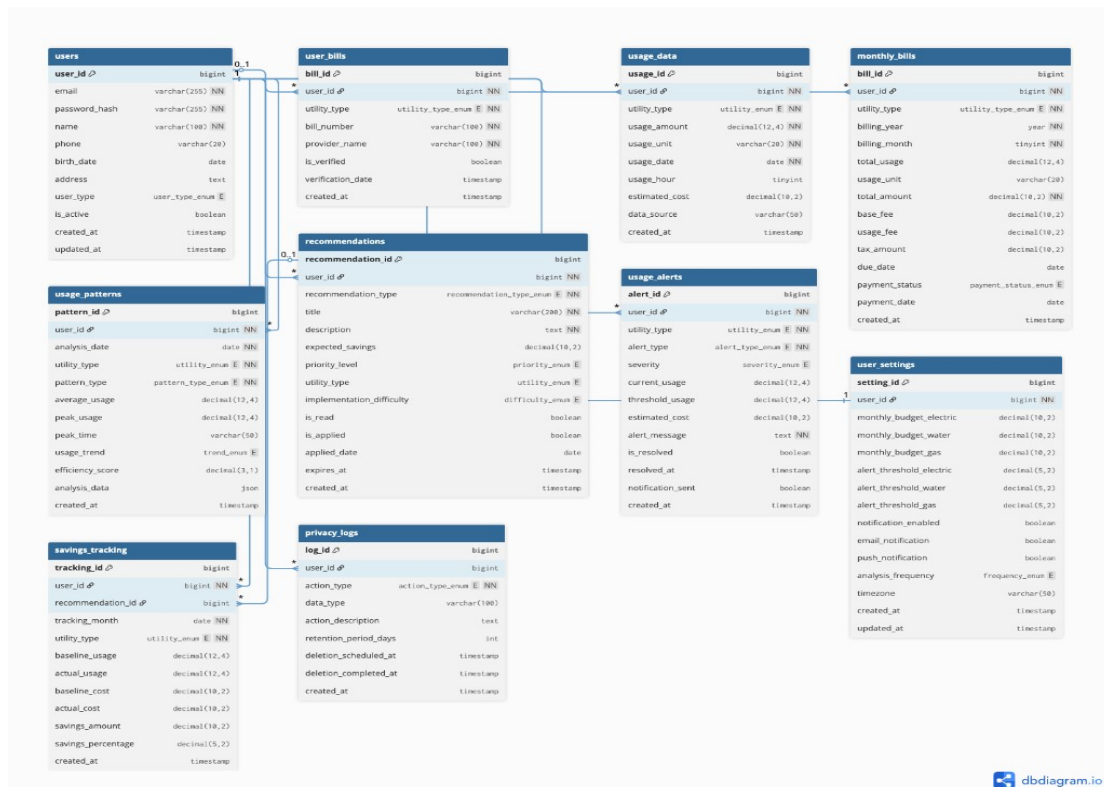 users
user_id bigint
email varchar(255) NN
password_hash varchar(255) NN
name varchar(100) NN
phone varchar(20)
birth_date date
address text
user_type user_type_enum E
is_active boolean
created_at timestamp
updated_at timestamp
0..1
1
user_bills
bill_id bigint
* user_id bigint NN
utility_type utility_type_enum E NN
bill_number varchar(100) NN
provider_name varchar(100) NN
is_verified boolean
verification_date timestamp
created_at timestamp
usage_data
usage_id bigint
* user_id bigint NN
utility_type utility_enum E NN
usage_amount decimal(12,4) NN
usage_unit varchar(20) NN
usage_date date NN
usage_hour tinyint
estimated_cost decimal(10,2)
data_source varchar(50)
created_at timestamp
monthly_bills
bill_id bigint
* user_id bigint NN
utility_type utility_type_enum E NN
billing_year year NN
billing_month tinyint NN
total_usage decimal(12,4)
usage_unit varchar(20)
total_amount decimal(10,2) NN
base_fee decimal(10,2)
usage_fee decimal(10,2)
tax_amount decimal(10,2)
due_date date
payment_status payment_status_enum E
payment_date date
created_at timestamp
usage_patterns
pattern_id bigint
user_id bigint NN *
analysis_date date NN
utility_type utility_enum E NN
pattern_type pattern_type_enum E NN
average_usage decimal(12,4)
peak_usage decimal(12,4)
peak_time varchar(50)
usage_trend trend_enum E
efficiency_score decimal(3,1)
analysis_data json
created_at timestamp
recommendations
0..1 recommendation_id bigint
* user_id bigint NN
recommendation_type recommendation_type_enum E NN
title varchar(200) NN
description text NN
expected_savings decimal(10,2)
priority_level priority_enum E
utility_type utility_enum E
implementation_difficulty difficulty_enum E
is_read boolean
is_applied boolean
applied_date date
expires_at timestamp
created_at timestamp
usage_alerts
alert_id bigint
* user_id bigint NN
utility_type utility_enum E NN
alert_type alert_type_enum E NN
severity severity_enum E
current_usage decimal(12,4)
threshold_usage decimal(12,4)
estimated_cost decimal(10,2)
alert_message text NN
is_resolved boolean
resolved_at timestamp
notification_sent boolean
created_at timestamp
user_settings
setting_id bigint
1 user_id bigint NN
monthly_budget_electric decimal(10,2)
monthly_budget_water decimal(10,2)
monthly_budget_gas decimal(10,2)
alert_threshold_electric decimal(5,2)
alert_threshold_water decimal(5,2)
alert_threshold_gas decimal(5,2)
notification_enabled boolean
email_notification boolean
push_notification boolean
analysis_frequency frequency_enum E
timezone varchar(50)
created_at timestamp
updated_at timestamp
savings_tracking
tracking_id bigint
user_id bigint NN *
recommendation_id bigint *
tracking_month date NN
utility_type utility_enum E NN
baseline_usage decimal(12,4)
actual_usage decimal(12,4)
baseline_cost decimal(10,2)
actual_cost decimal(10,2)
savings_amount decimal(10,2)
savings_percentage decimal(5,2)
created_at timestamp
privacy_logs
log_id bigint
* user_id bigint
action_type action_type_enum E NN
data_type varchar(100)
action_description text
retention_period_days int
deletion_scheduled_at timestamp
deletion_completed_at timestamp
created_at timestamp
dbdiagram.io